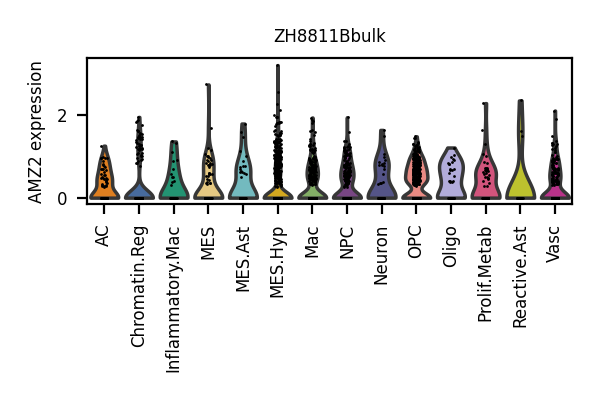 ZH8811Bbulk
AMZ2 expression
2
0
AC
Chromatin.Reg
Inflammatory.Mac
MES
MES.Ast
MES.Hyp
Mac
NPC
Neuron
OPC
Oligo
Prolif.Metab
Reactive.Ast
Vasc